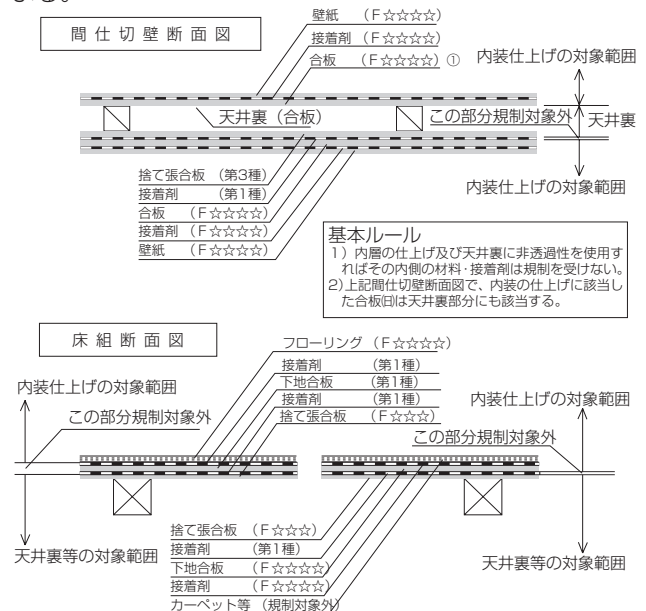 間仕切壁断面図
壁紙 （F☆☆☆☆）
接着剤 （F☆☆☆☆）
合板 （F☆☆☆☆）①
内装仕上げの対象範囲
天井裏（合板）
この部分規制対象外
天井裏
捨て張合板 （第3種）
接着剤 （第1種）
合板 （F☆☆☆☆）
接着剤 （F☆☆☆☆）
壁紙 （F☆☆☆☆）
内装仕上げの対象範囲
基本ルール
1）内層の仕上げ及び天井裏に非透過性を使用す
ればその内側の材料・接着剤は規制を受けない。
2)上記間仕切壁断面図で、内装の仕上げに該当し
た合板㈰は天井裏部分にも該当する。
床組断面図
フローリング（F☆☆☆☆）
接着剤 （第1種）
下地合板 （第1種）
接着剤 （第1種）
捨て張合板 （F☆☆☆）
内装仕上げの対象範囲
この部分規制対象外
内装仕上げの対象範囲
この部分規制対象外
捨て張合板 （F☆☆☆）
接着剤 （第1種）
下地合板 （F☆☆☆☆）
接着剤 （F☆☆☆☆）
カーペット等 （規制対象外）
天井裏等の対象範囲
天井裏等の対象範囲